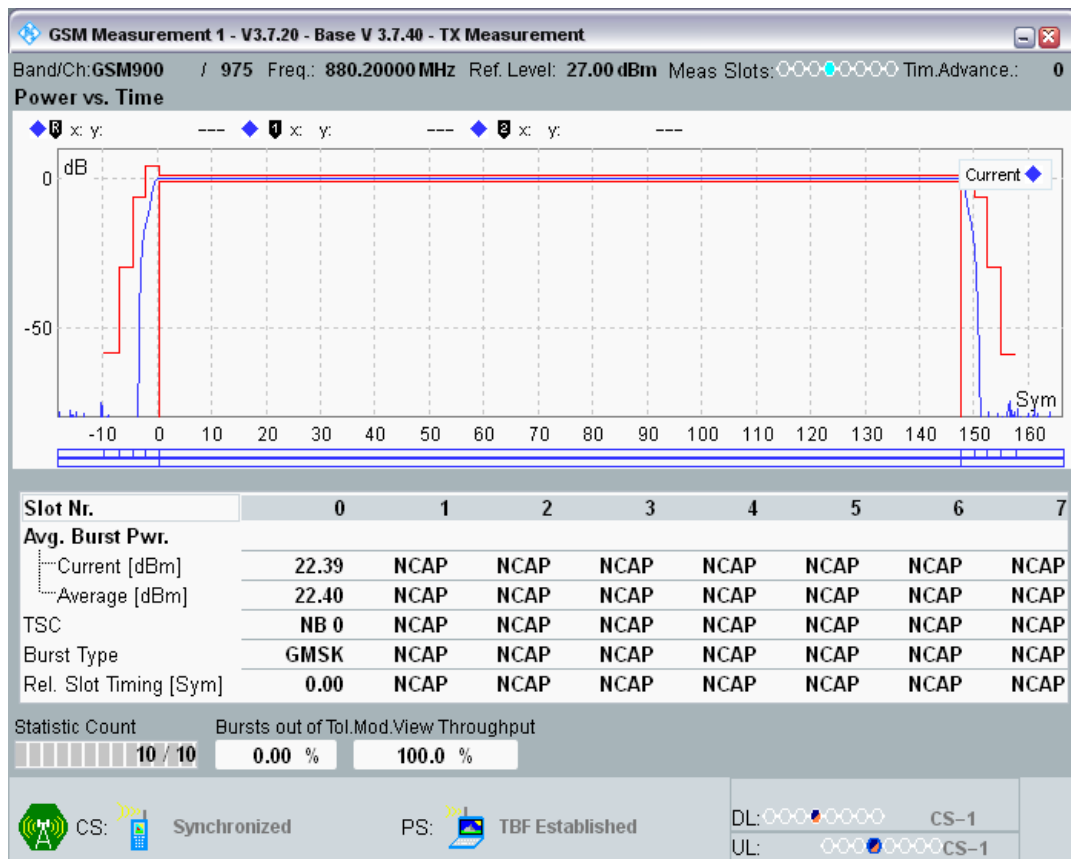 GSM Measurement 1 - V3.7.20 - Base V 3.7.40 - TX Measurement
Band/Ch:GSM900 / 975 Freq.: 880.20000 MHz Ref. Level: 27.00 dBm Meas Slots: Tim.Advance.: 0
Power vs. Time
R x: y: --- 1 x: y: --- 2 x: y: ---
dB
Current
0
-50
Sym
-10 0 10 20 30 40 50 60 70 80 90 100 110 120 130 140 150 160
Slot Nr. 0 1 2 3 4 5 6 7
Avg. Burst Pwr.
Current [dBm] 22.39 NCAP NCAP NCAP NCAP NCAP NCAP NCAP
Average [dBm] 22.40 NCAP NCAP NCAP NCAP NCAP NCAP NCAP
TSC NB 0 NCAP NCAP NCAP NCAP NCAP NCAP NCAP
Burst Type GMSK NCAP NCAP NCAP NCAP NCAP NCAP NCAP
Rel. Slot Timing [Sym] 0.00 NCAP NCAP NCAP NCAP NCAP NCAP NCAP
Statistic Count Bursts out of Tol.Mod.View Throughput
10 / 10 0.00 % 100.0 %
CS: Synchronized PS: TBF Established
DL: CS-1
UL: CS-1